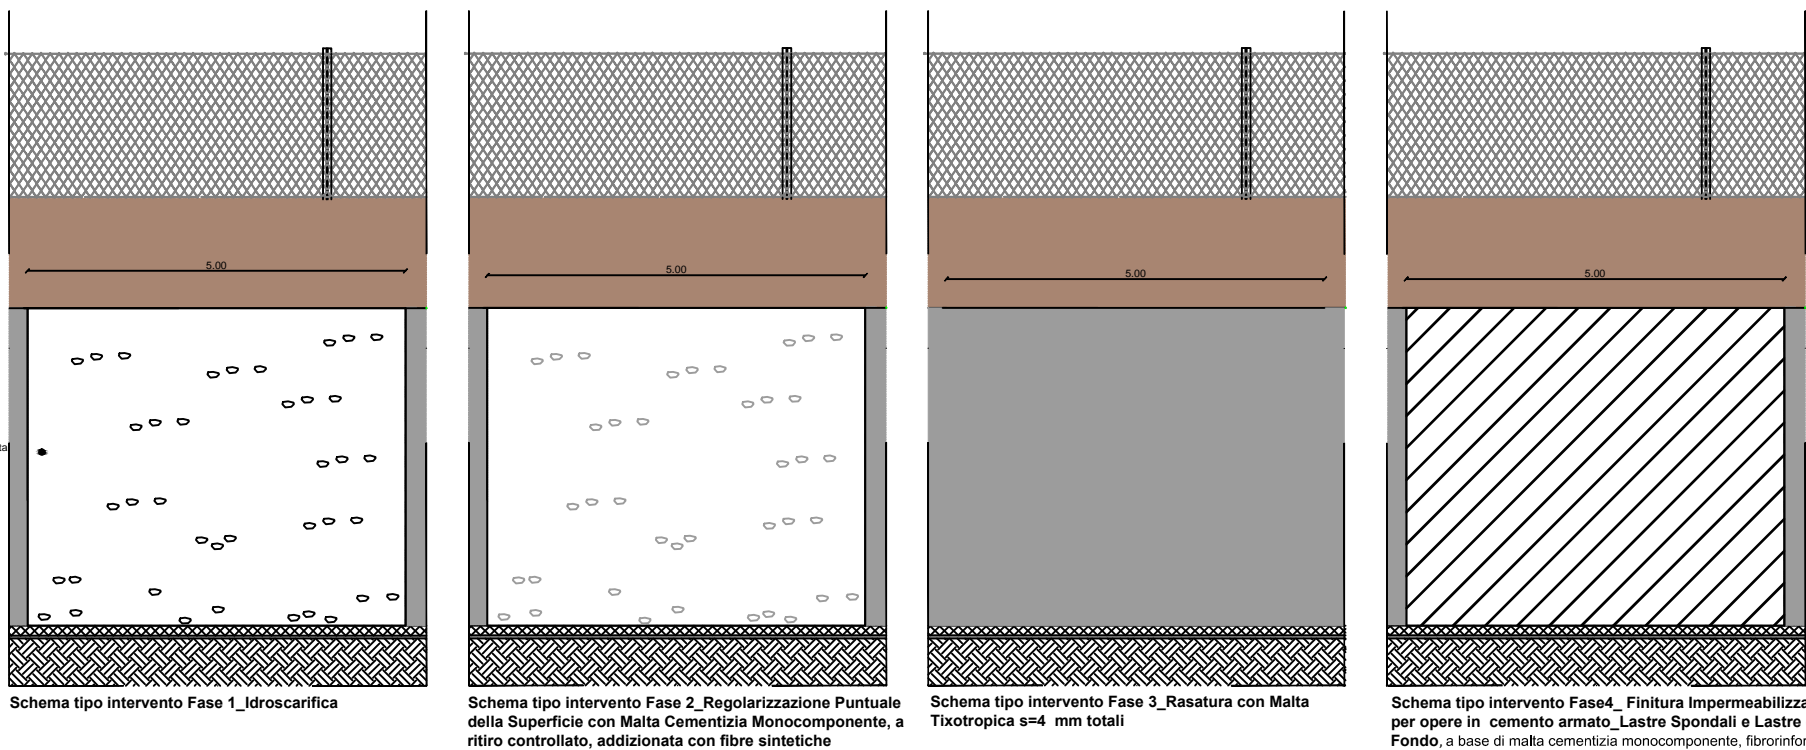 5.00
5.00
5.00
5.00
ta
Schema tipo intervento Fase 1_Idroscarifica
Schema tipo intervento Fase 2_Regolarizzazione Puntuale
della Superficie con Malta Cementizia Monocomponente, a
ritiro controllato, addizionata con fibre sintetiche
Schema tipo intervento Fase 3_Rasatura con Malta
Tixotropica s=4 mm totali
Schema tipo intervento Fase4_ Finitura Impermeabilizza
per opere in cemento armato_Lastre Spondali e Lastre
Fondo, a base di malta cementizia monocomponente, fibrorinfor